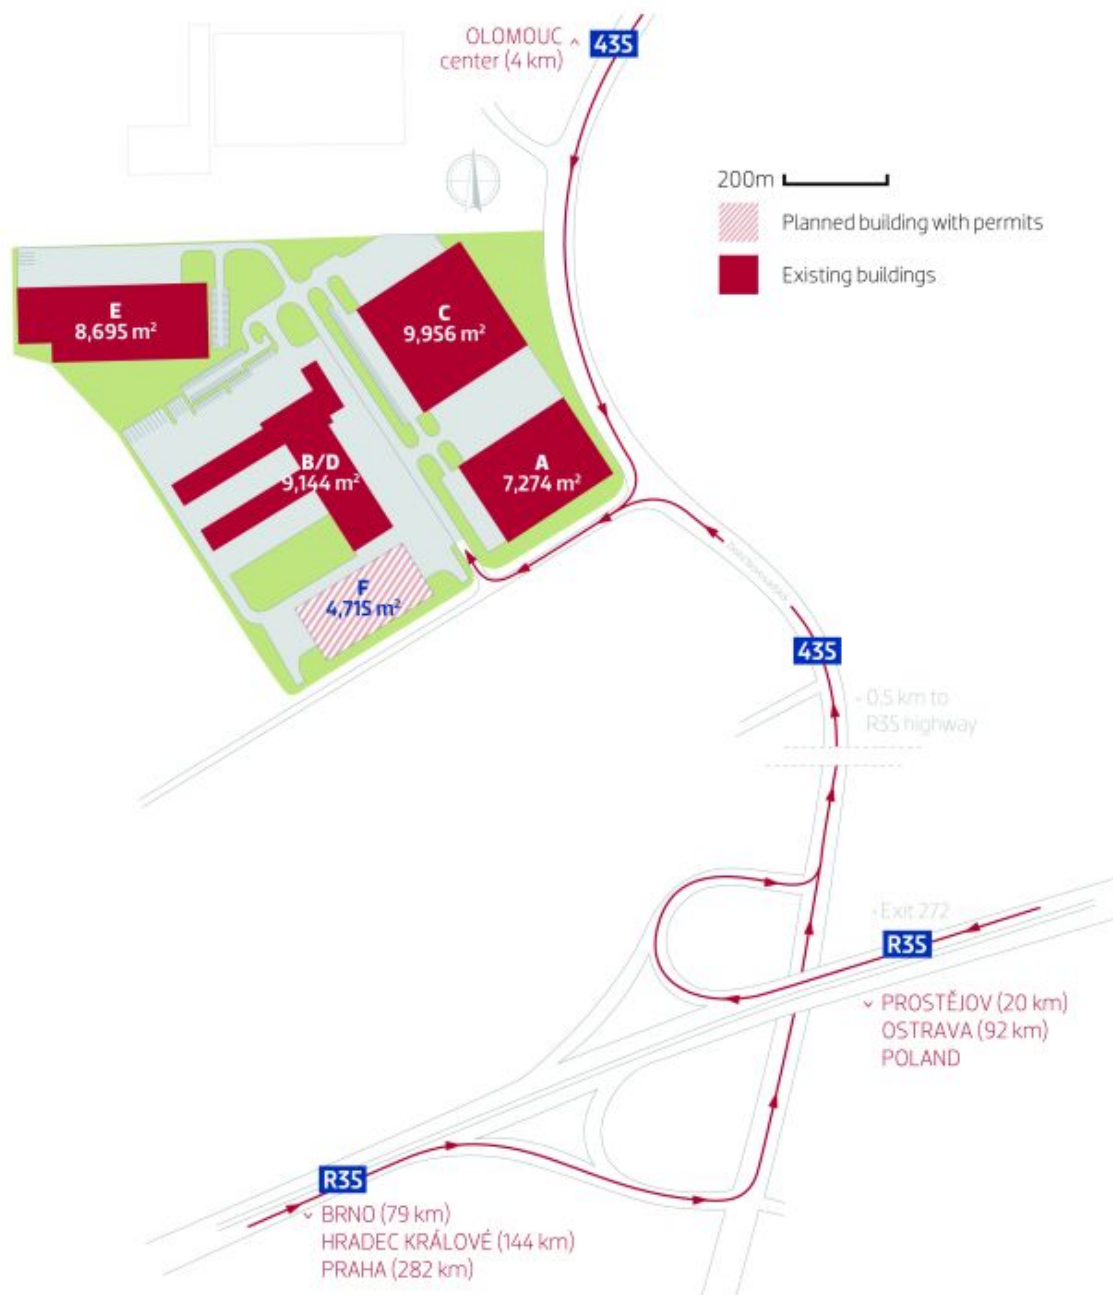 OLOMOUC
center (4 km)
435
200m
Planned building with permits
Existing buildings
E
8,695 m²
C
9,956 m²
B/D
9,144 m²
A
7,274 m²
F
4,715 m²
435
0,5 km to
R35 highway
Exit 272
R35
PROSTĚJOV (20 km)
OSTRAVA (92 km)
POLAND
R35
BRNO (79 km)
HRADEC KRÁLOVÉ (144 km)
PRAHA (282 km)